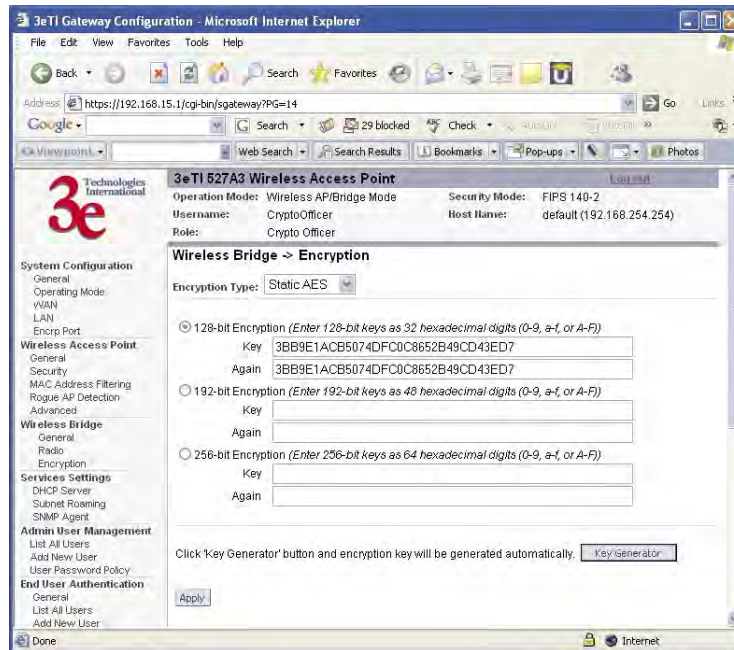 3eTI Gateway Configuration - Microsoft Internet Explorer
File Edit View Favorites Tools Help
Back Search Favorites
Address https://192.168.15.1/cgi-bin/sgateway?PG=14 Go Links
Google Search 29 blocked Check
Web Search Search Results Bookmarks Pop-ups Photos
3e Technologies International
3eTI 527A3 Wireless Access Point
Operation Mode: Wireless AP/Bridge Mode Security Mode: FIPS 140-2
Username: CryptoOfficer Host Name: default (192.168.254.254)
Role: Crypto Officer
System Configuration
General
Operating Mode
WAN
LAN
Encrp Port
Wireless Access Point
General
Security
MAC Address Filtering
Rogue AP Detection
Advanced
Wireless Bridge
General
Radio
Encryption
Services Settings
DHCP Server
Subnet Roaming
SNMP Agent
Admin User Management
List All Users
Add New User
User Password Policy
End User Authentication
General
List All Users
Add New User
Wireless Bridge -> Encryption
Encryption Type: Static AES
128-bit Encryption (Enter 128-bit keys as 32 hexadecimal digits (0-9, a-f, or A-F))
Key 3BB9E1ACB5074DFC0C8652B49CD43ED7
Again 3BB9E1ACB5074DFC0C8652B49CD43ED7
192-bit Encryption (Enter 192-bit keys as 48 hexadecimal digits (0-9, a-f, or A-F))
Key
Again
256-bit Encryption (Enter 256-bit keys as 64 hexadecimal digits (0-9, a-f, or A-F))
Key
Again
Click 'Key Generator' button and encryption key will be generated automatically. Key Generator
Apply
Done Internet